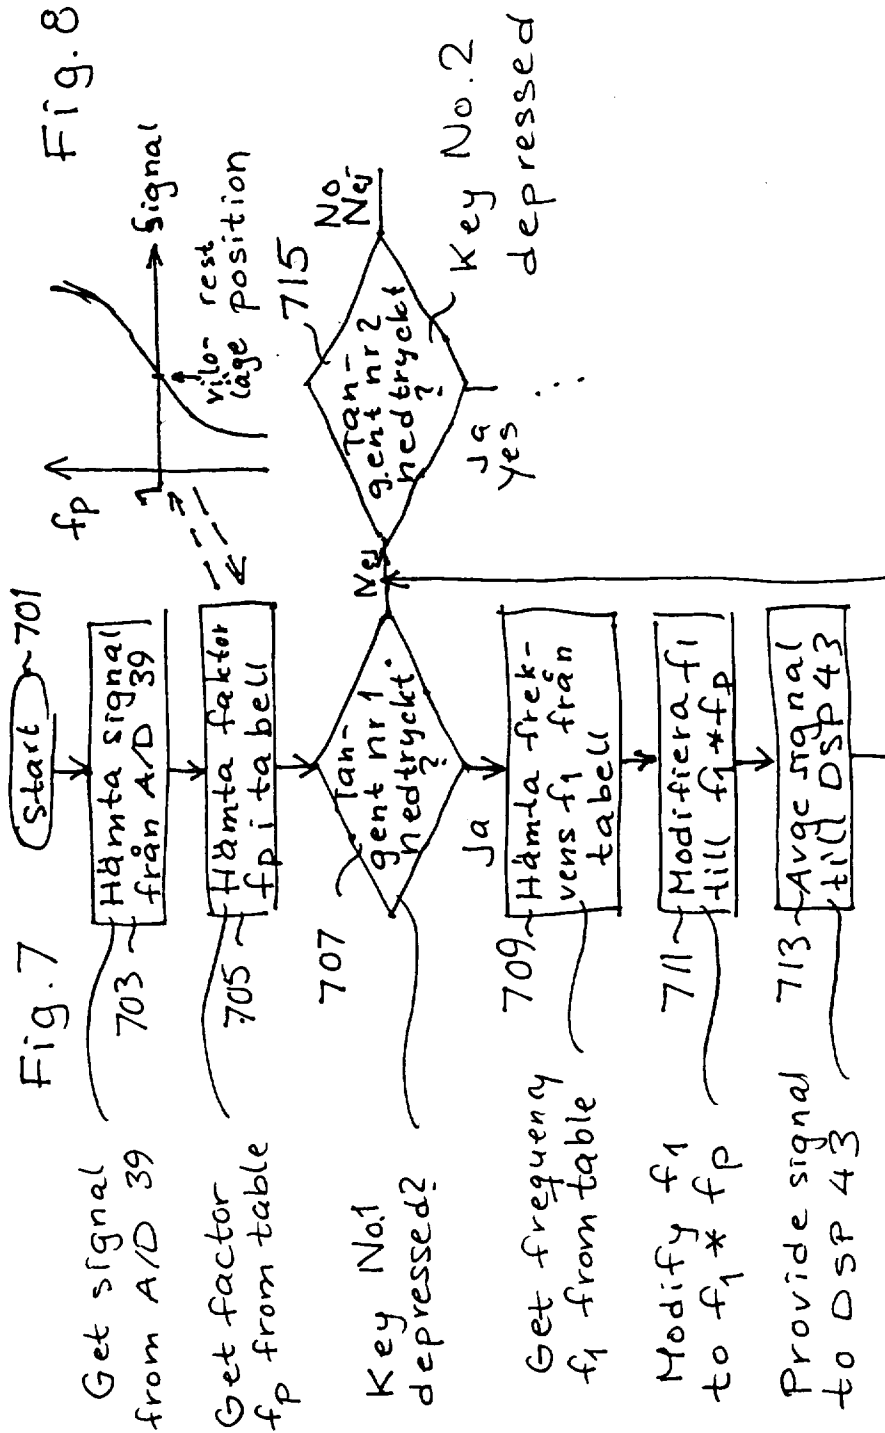 Fig. 7
Start
701
Hämta signal
från A/D 39
703
Get signal
from A/D 39
Hämta faktor
fp i tabell
705
Get factor
fp from table
Tan-
gent nr 1
nedtryckt.
?
707
Key No.1
depressed?
Nej
Ja
Hämta frek-
vens f1 från
tabell
709
Get frequency
f1 from table
Modifiera f1
till f1*fp
711
Modify f1
to f1 * fp
Avge signal
till DSP 43
713
Provide signal
to DSP 43
Tan-
gent nr 2
nedtryckt
?
715
No
Nej
Ja
Yes
...
Key No. 2
depressed
Fig. 8
fp
1
Signal
vilo-
läge
rest
position